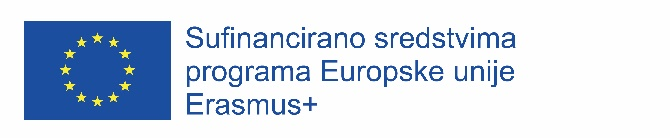 Sufinancirano sredstvima
programa Europske unije
Erasmus+